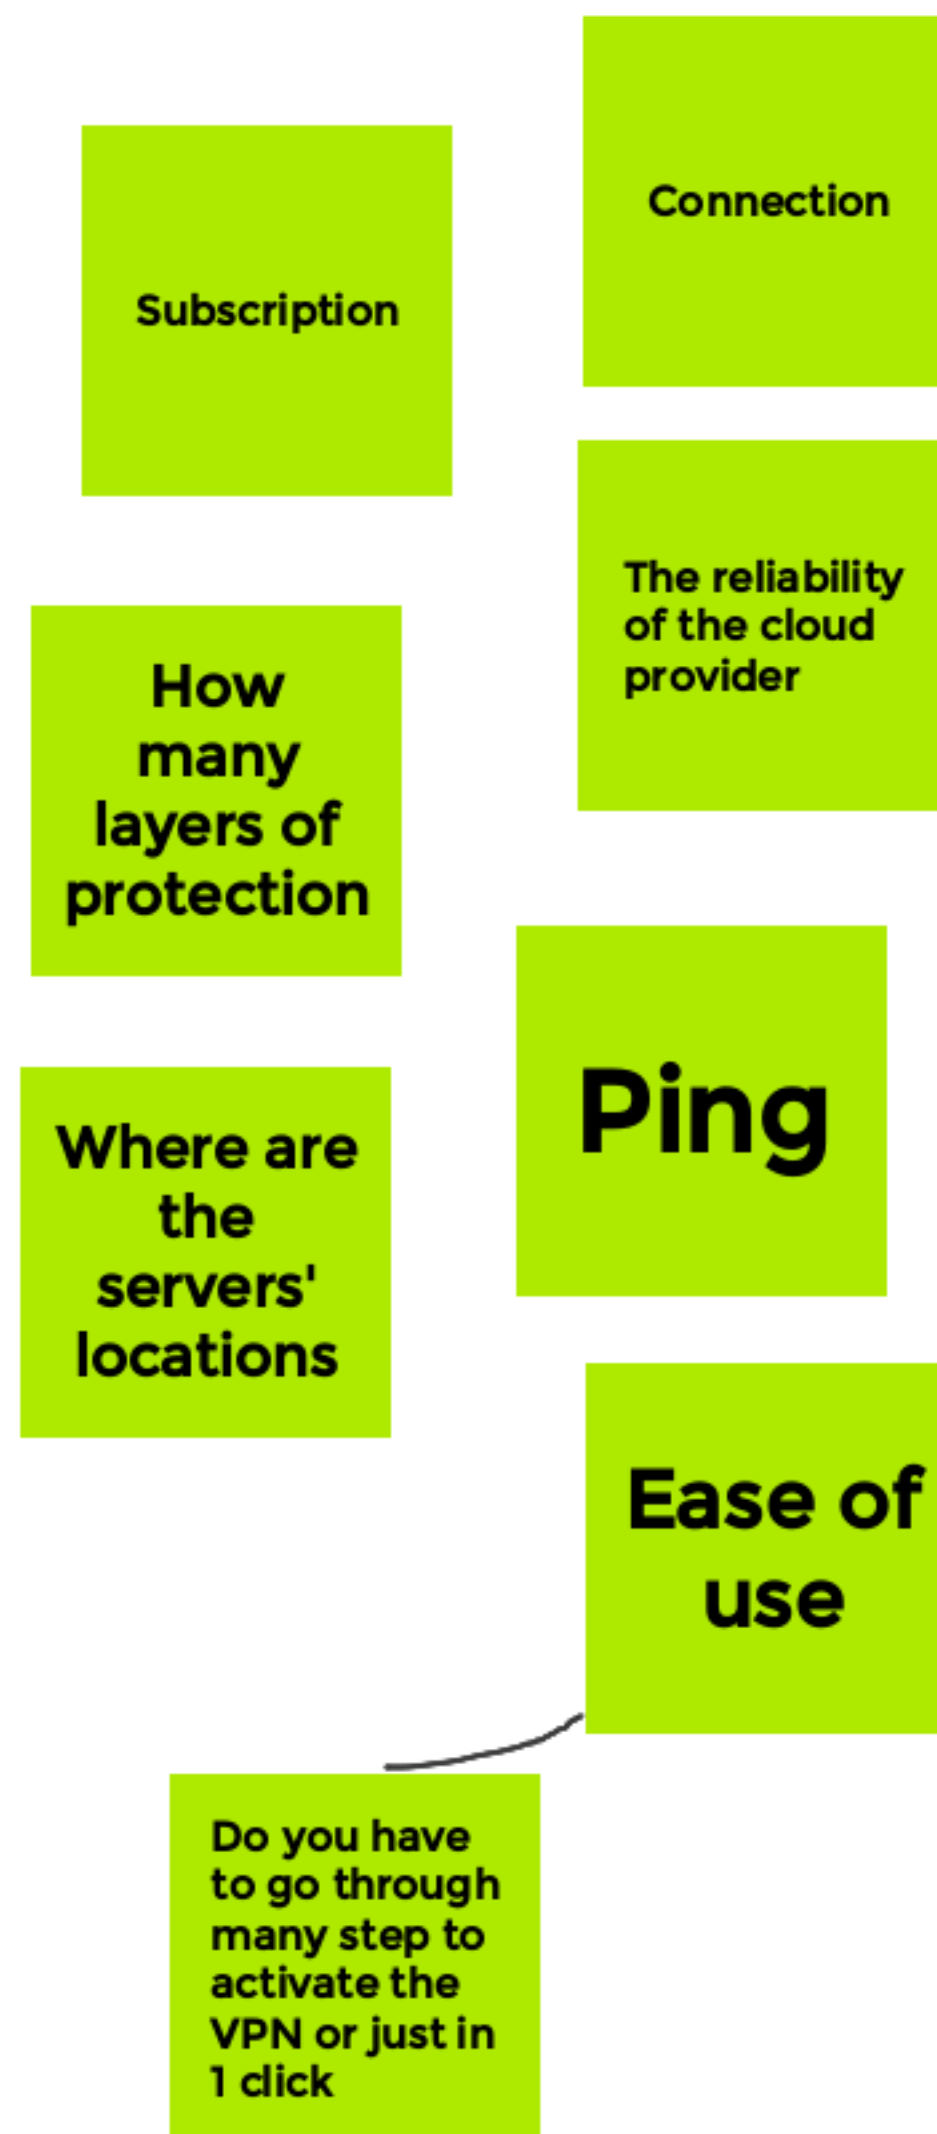 Connection
Subscription
The reliability
of the cloud
provider
How
many
layers of
protection
Ping
Where are
the
servers'
locations
Ease of
use
Do you have
to go through
many step to
activate the
VPN or just in
1 click